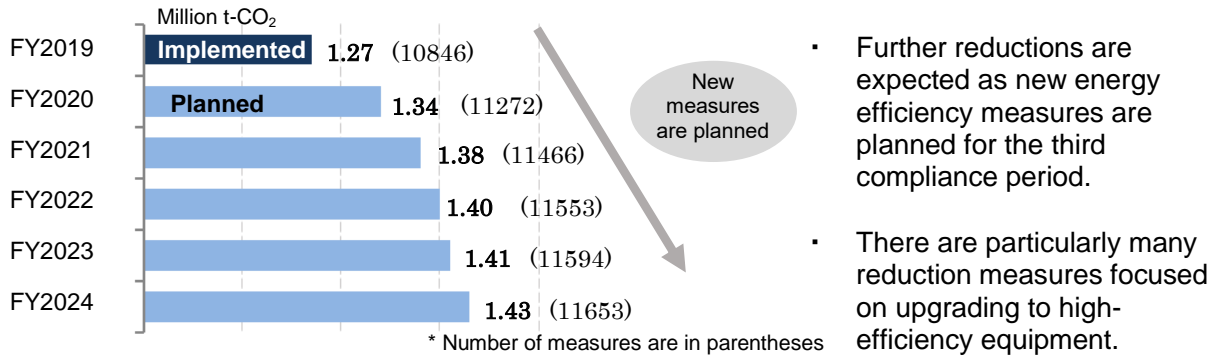 Million t-CO₂
FY2019 Implemented 1.27 (10846)
FY2020 Planned 1.34 (11272)
FY2021 1.38 (11466)
FY2022 1.40 (11553)
FY2023 1.41 (11594)
FY2024 1.43 (11653)
* Number of measures are in parentheses
New
measures
are planned
▪ Further reductions are
expected as new energy
efficiency measures are
planned for the third
compliance period.
▪ There are particularly many
reduction measures focused
on upgrading to high-
efficiency equipment.